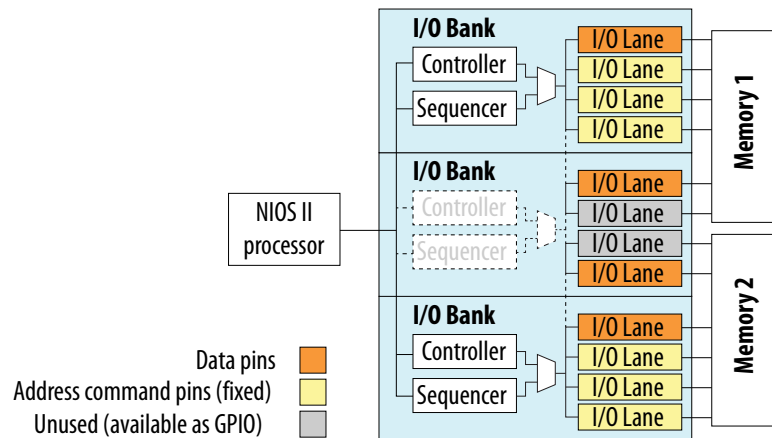 I/O Bank
Controller
Sequencer
I/O Lane
I/O Lane
I/O Lane
I/O Lane
Memory 1
I/O Bank
Controller
Sequencer
I/O Lane
I/O Lane
I/O Lane
I/O Lane
NIOS II
processor
Memory 2
I/O Bank
Controller
Sequencer
I/O Lane
I/O Lane
I/O Lane
I/O Lane
Data pins
Address command pins (fixed)
Unused (available as GPIO)